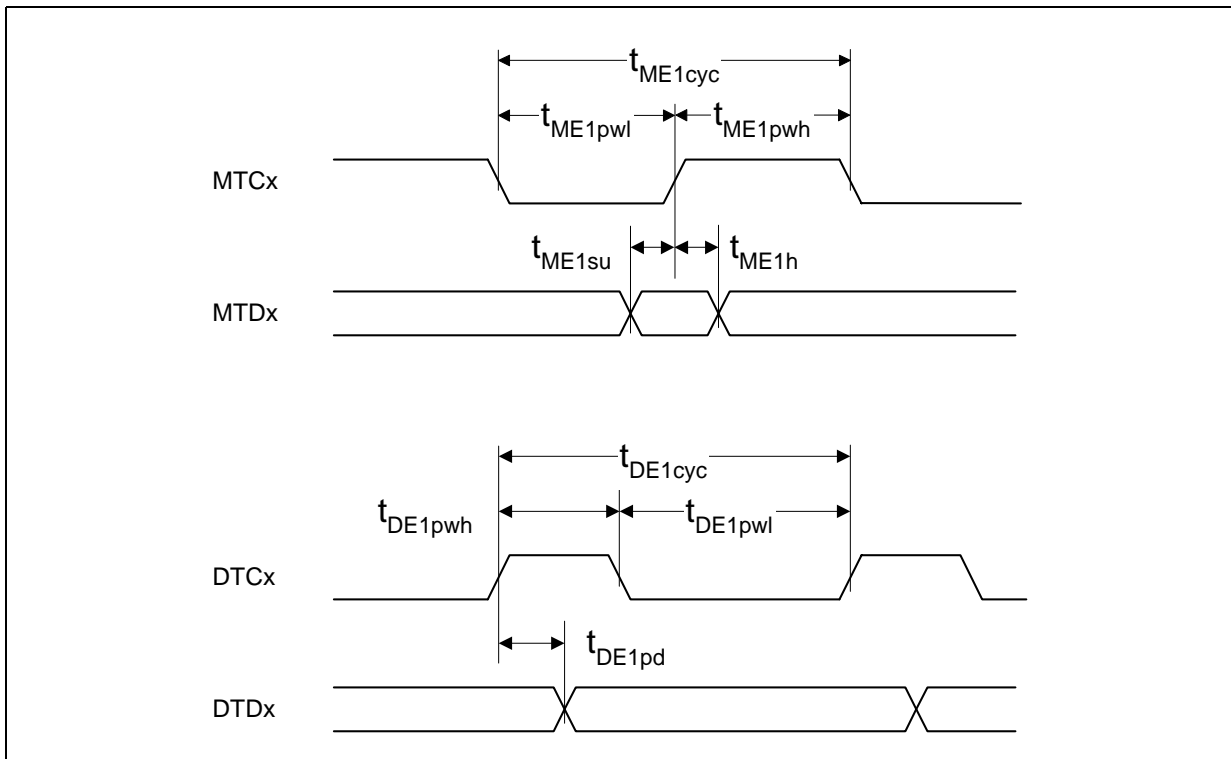 tME1cyc
tME1pwl tME1pwh
MTCx
tME1su tME1h
MTDx
tDE1cyc
tDE1pwh tDE1pwl
DTCx
tDE1pd
DTDx